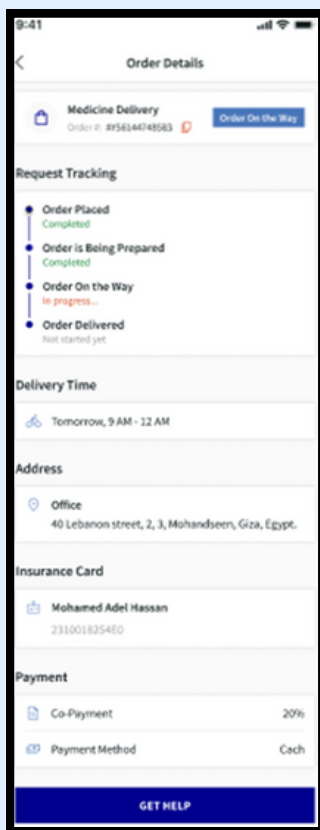 9:41
Order Details
Medicine Delivery
Order #: #Y56144748583
Order On the Way
Request Tracking
Order Placed
Completed
Order is Being Prepared
Completed
Order On the Way
In progress...
Order Delivered
Not started yet
Delivery Time
Tomorrow, 9 AM - 12 AM
Address
Office
40 Lebanon street, 2, 3, Mohandseen, Giza, Egypt.
Insurance Card
Mohamed Adel Hassan
2310018254E0
Payment
Co-Payment 20%
Payment Method Cach
GET HELP